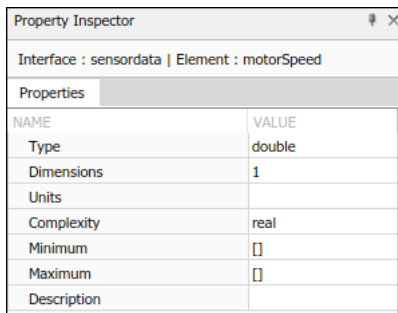 Property Inspector
Interface : sensordata | Element : motorSpeed
Properties
NAME VALUE
Type double
Dimensions 1
Units
Complexity real
Minimum []
Maximum []
Description